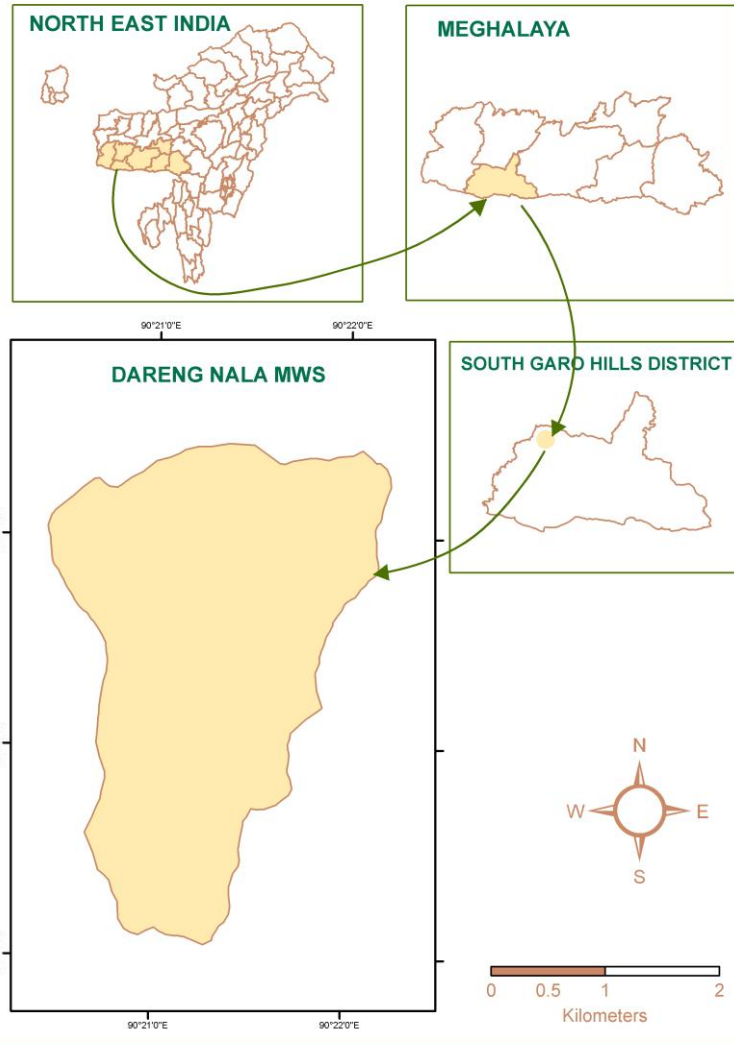 NORTH EAST INDIA
MEGHALAYA
90°21'0"E
90°22'0"E
DARENG NALA MWS
SOUTH GARO HILLS DISTRICT
N
W
E
S
0
0.5
1
2
Kilometers
90°21'0"E
90°22'0"E